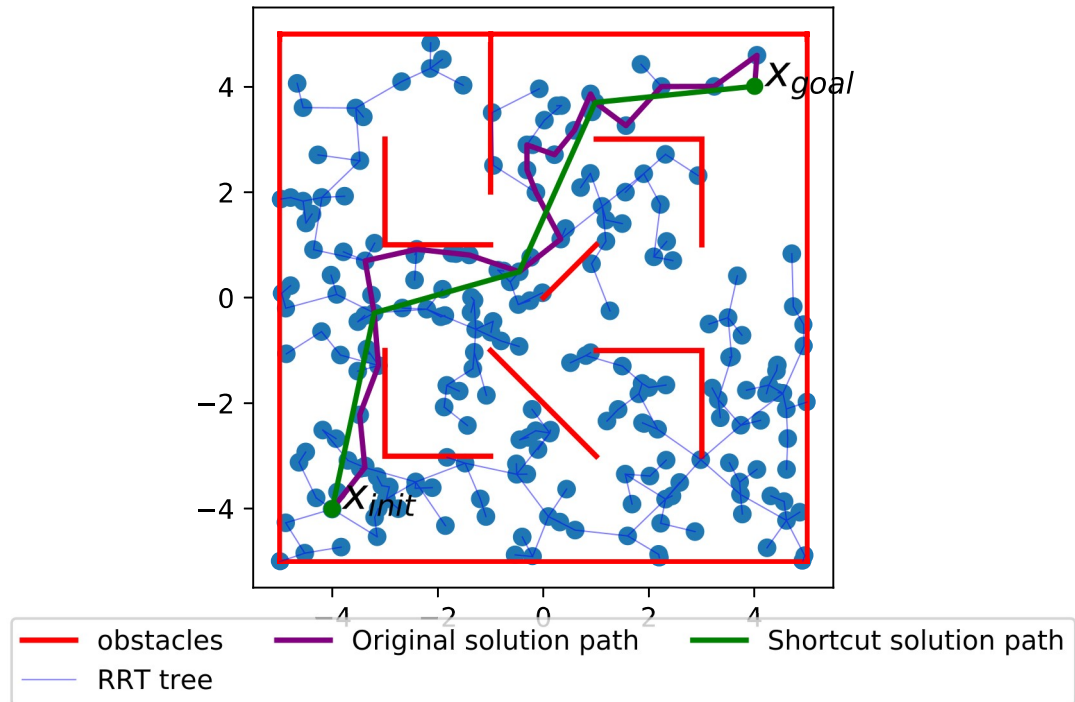 4
x_goal
2
0
−2
−4
x_init
−4 −2 0 2 4
obstacles Original solution path Shortcut solution path
RRT tree